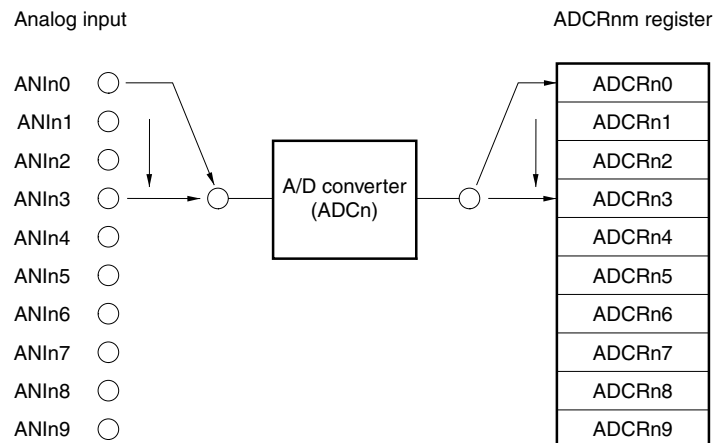 Analog input
ADCRnm register
ANIn0
ANIn1
ANIn2
ANIn3
ANIn4
ANIn5
ANIn6
ANIn7
ANIn8
ANIn9
A/D converter
(ADCn)
ADCRn0
ADCRn1
ADCRn2
ADCRn3
ADCRn4
ADCRn5
ADCRn6
ADCRn7
ADCRn8
ADCRn9